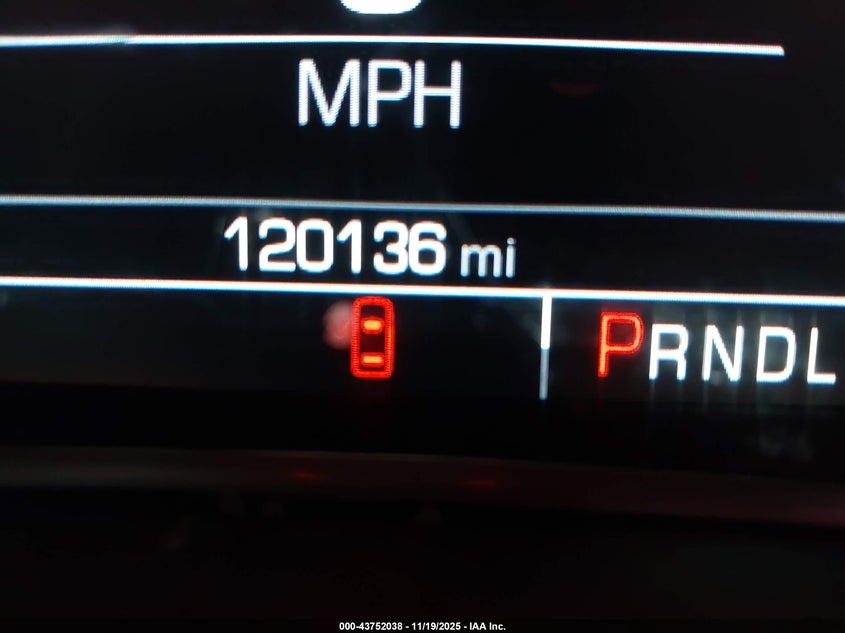 MPH
120136 mi
PRNDL
000-43752038 - 11/19/2025 - IAA Inc.